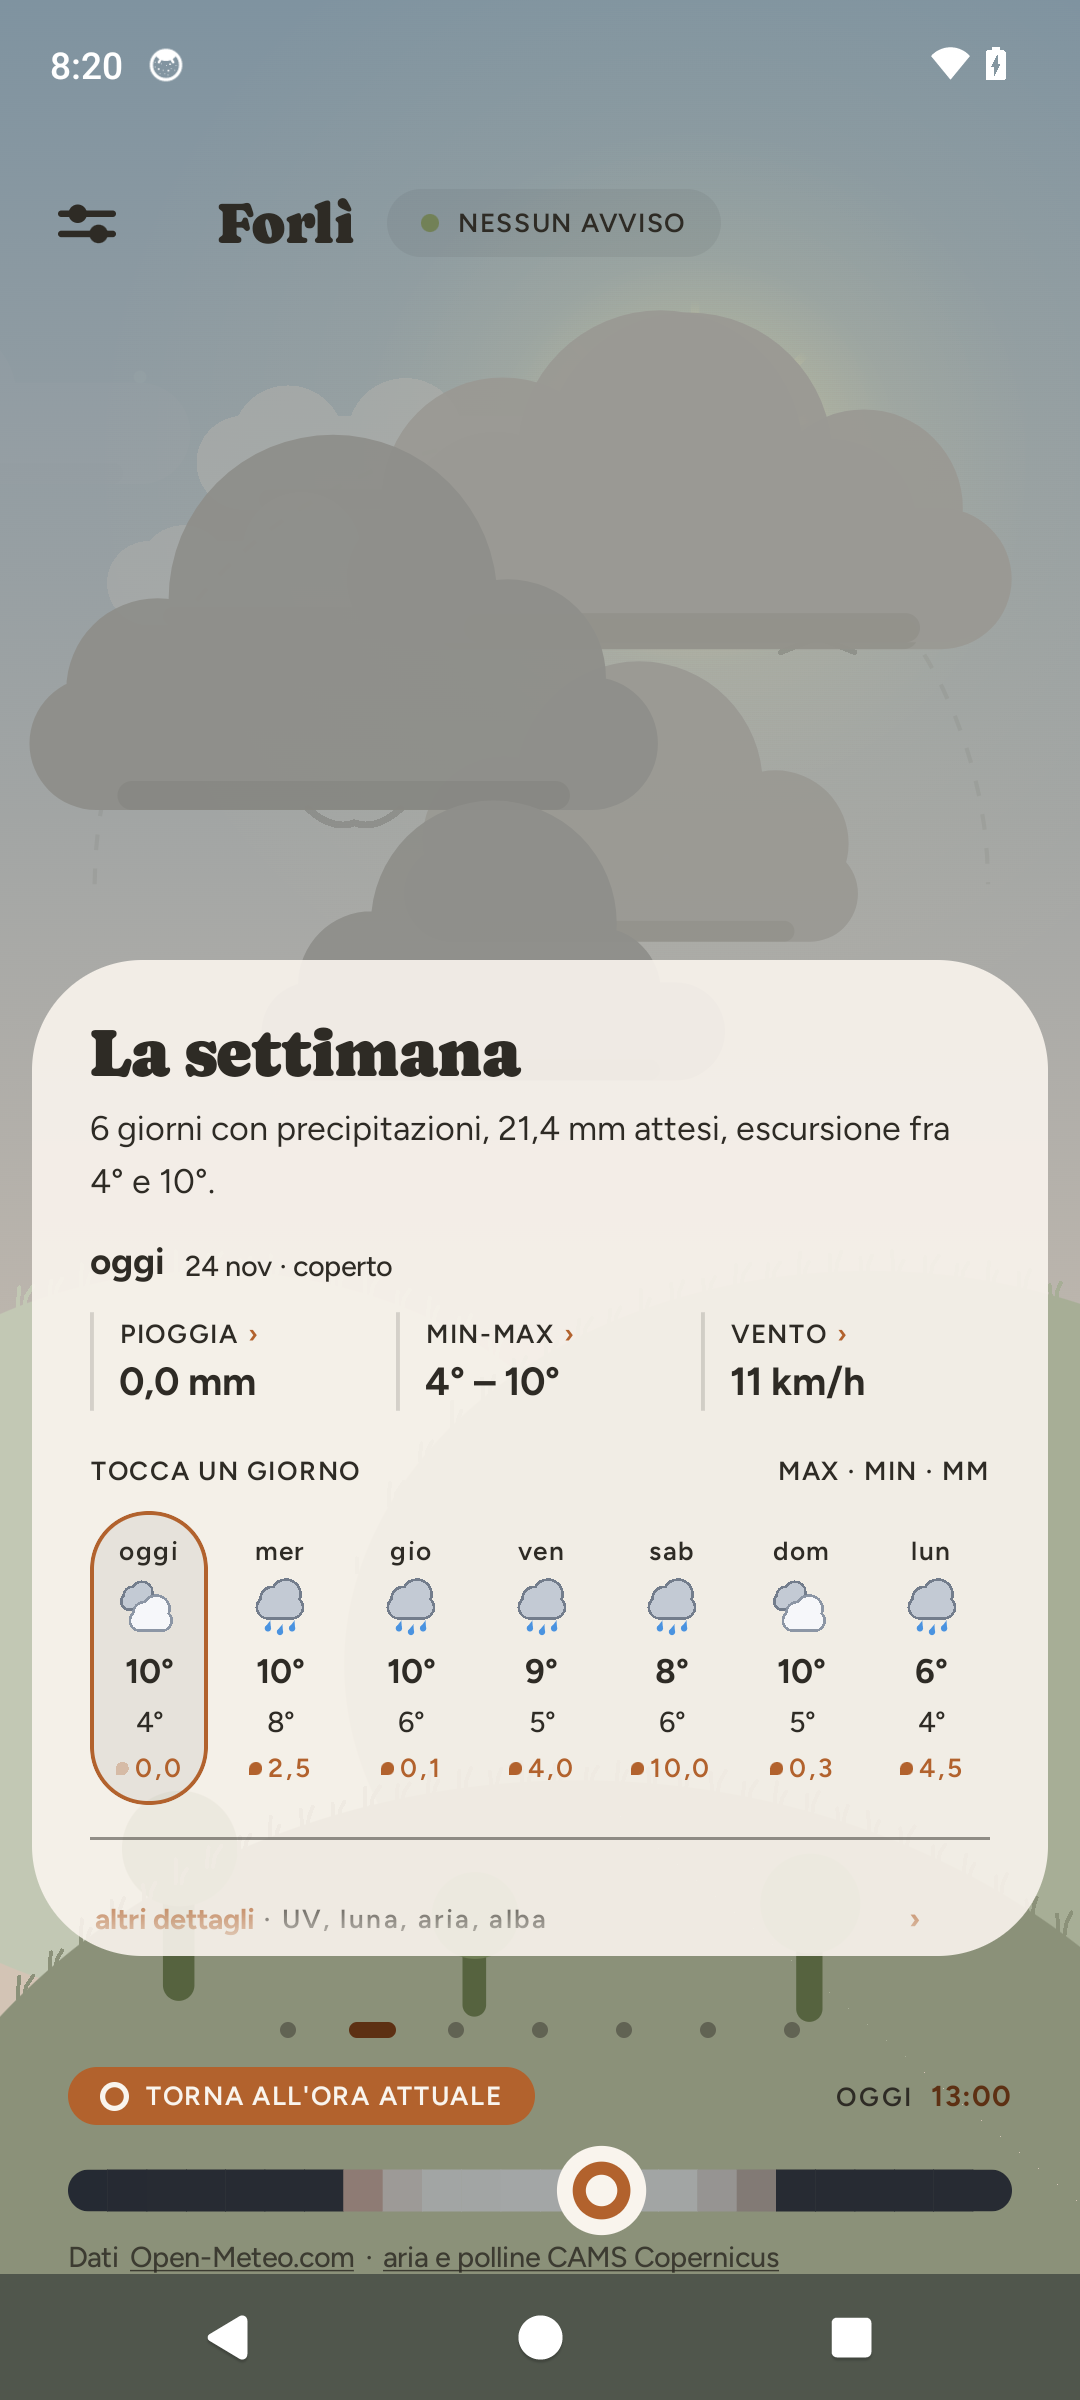 8:20
Forlì NESSUN AVVISO
La settimana
6 giorni con precipitazioni, 21,4 mm attesi, escursione fra
4° e 10°.
oggi 24 nov · coperto
PIOGGIA › MIN-MAX › VENTO ›
0,0 mm 4° – 10° 11 km/h
TOCCA UN GIORNO MAX · MIN · MM
oggi mer gio ven sab dom lun
10° 10° 10° 9° 8° 10° 6°
4° 8° 6° 5° 6° 5° 4°
0,0 2,5 0,1 4,0 10,0 0,3 4,5
altri dettagli · UV, luna, aria, alba ›
TORNA ALL'ORA ATTUALE OGGI 13:00
Dati Open-Meteo.com · aria e polline CAMS Copernicus